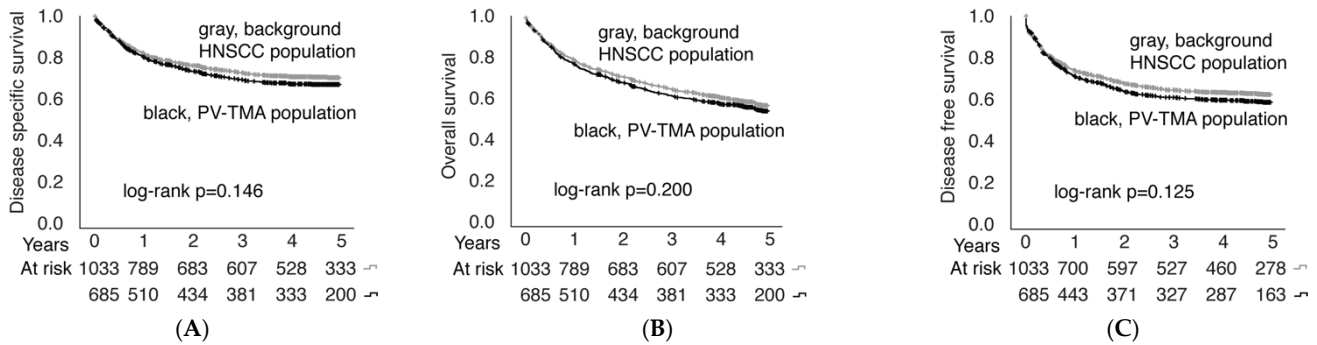 Disease specific survival
1.0
0.8
0.6
0.4
0.2
0.0
gray, background
HNSCC population
black, PV-TMA population
log-rank p=0.146
Years 0 1 2 3 4 5
At risk 1033 789 683 607 528 333
685 510 434 381 333 200
(A)
Overall survival
1.0
0.8
0.6
0.4
0.2
0.0
gray, background
HNSCC population
black, PV-TMA population
log-rank p=0.200
0 1 2 3 4 5
1033 789 683 607 528 333
685 510 434 381 333 200
(B)
Disease free survival
1.0
0.8
0.6
0.4
0.2
0.0
gray, background
HNSCC population
black, PV-TMA population
log-rank p=0.125
Years 0 1 2 3 4 5
At risk 1033 700 597 527 460 278
685 443 371 327 287 163
(C)